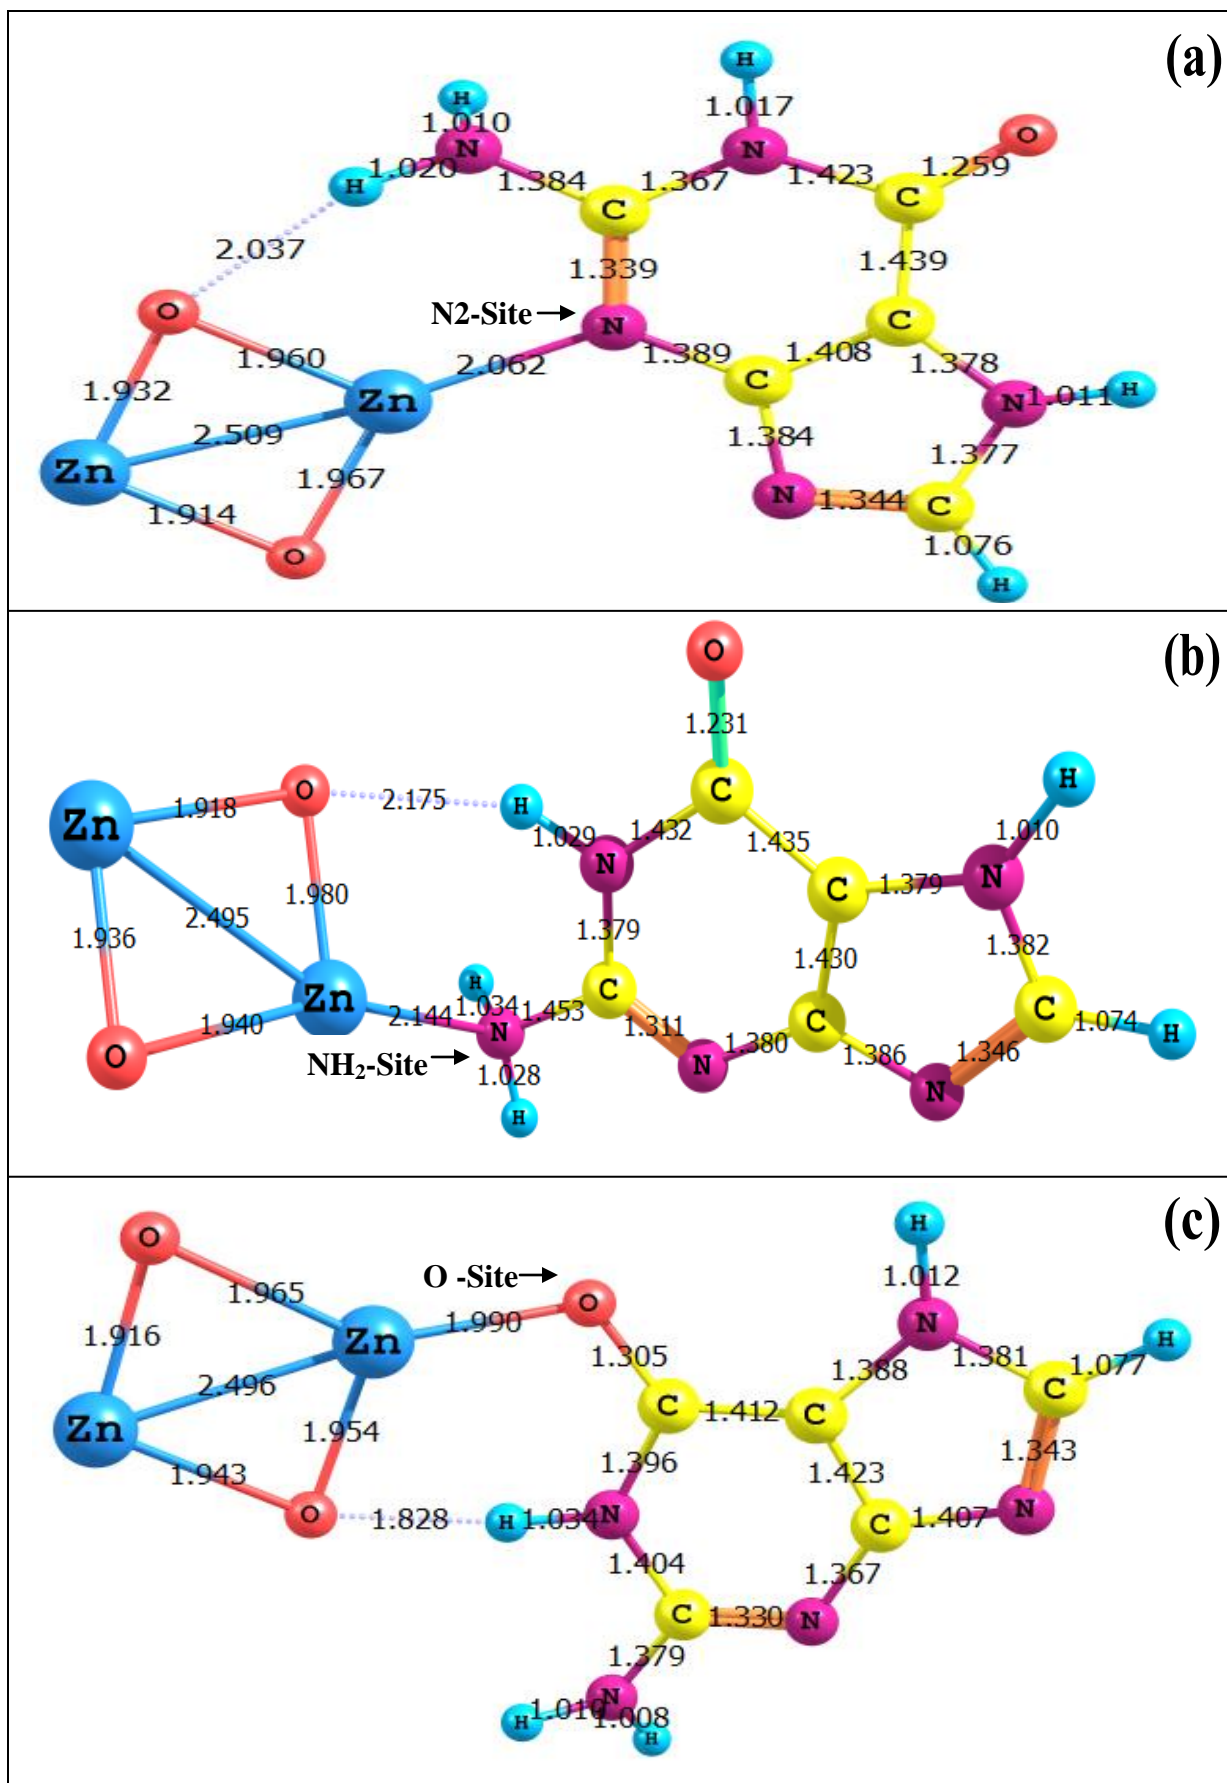 (a)
H
H
1.017
1.010
N
N
O
H
1.020
1.384
1.367
1.423
1.259
C
C
2.037
1.339
1.439
O
N2-Site
N
C
1.960
2.062
1.389
1.408
1.378
1.932
Zn
C
N
1.011
H
2.509
1.384
1.377
Zn
1.967
N
1.344
C
1.914
O
1.076
H
(b)
O
1.231
H
Zn
1.918
O
2.175
H
C
1.010
1.029
1.432
1.435
N
N
1.980
C
1.379
2.495
1.936
1.379
1.430
1.382
Zn
1.034
C
C
C
1.074
H
1.940
2.144
N
1.453
1.311
1.380
1.386
1.346
O
NH2-Site
1.028
N
N
H
H
(c)
O
H
O -Site
1.012
1.965
O
N
H
1.916
Zn
1.990
1.305
1.388
1.381
1.077
2.496
C
1.412
C
C
Zn
1.954
1.396
1.423
1.343
1.943
O
1.828
H
1.034
N
C
1.407
N
1.404
1.367
C
1.330
N
1.379
H
1.010
N
1.008
H